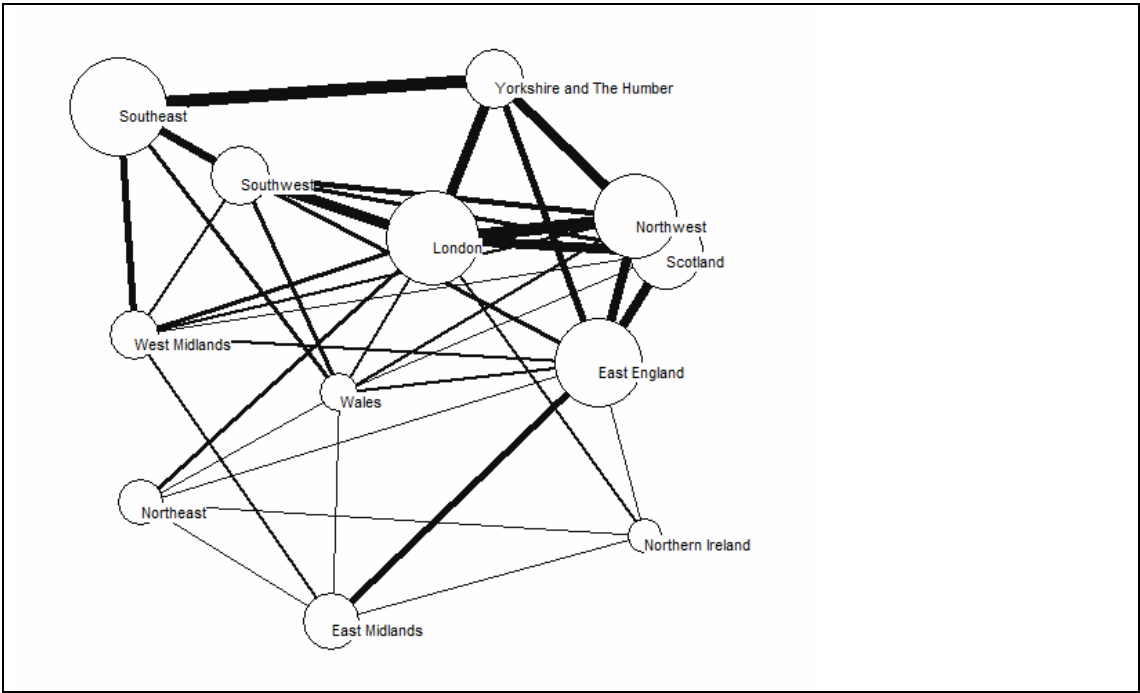 Yorkshire and The Humber
Southeast
Southwest
Northwest
London
Scotland
West Midlands
East England
Wales
Northeast
Northern Ireland
East Midlands